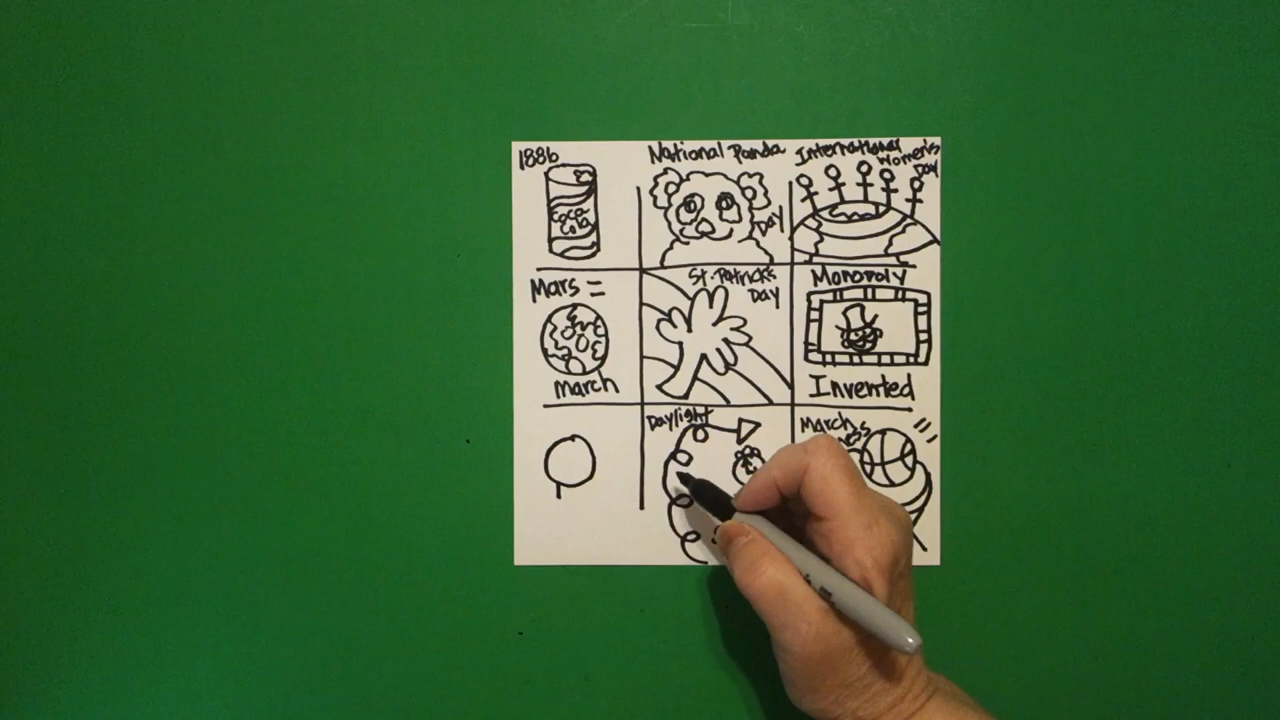 1886
Coca-
Cola
National Panda
Day
International
Women's
Day
Mars =
March
St. Patrick's
Day
Monopoly
Invented
Daylight
March